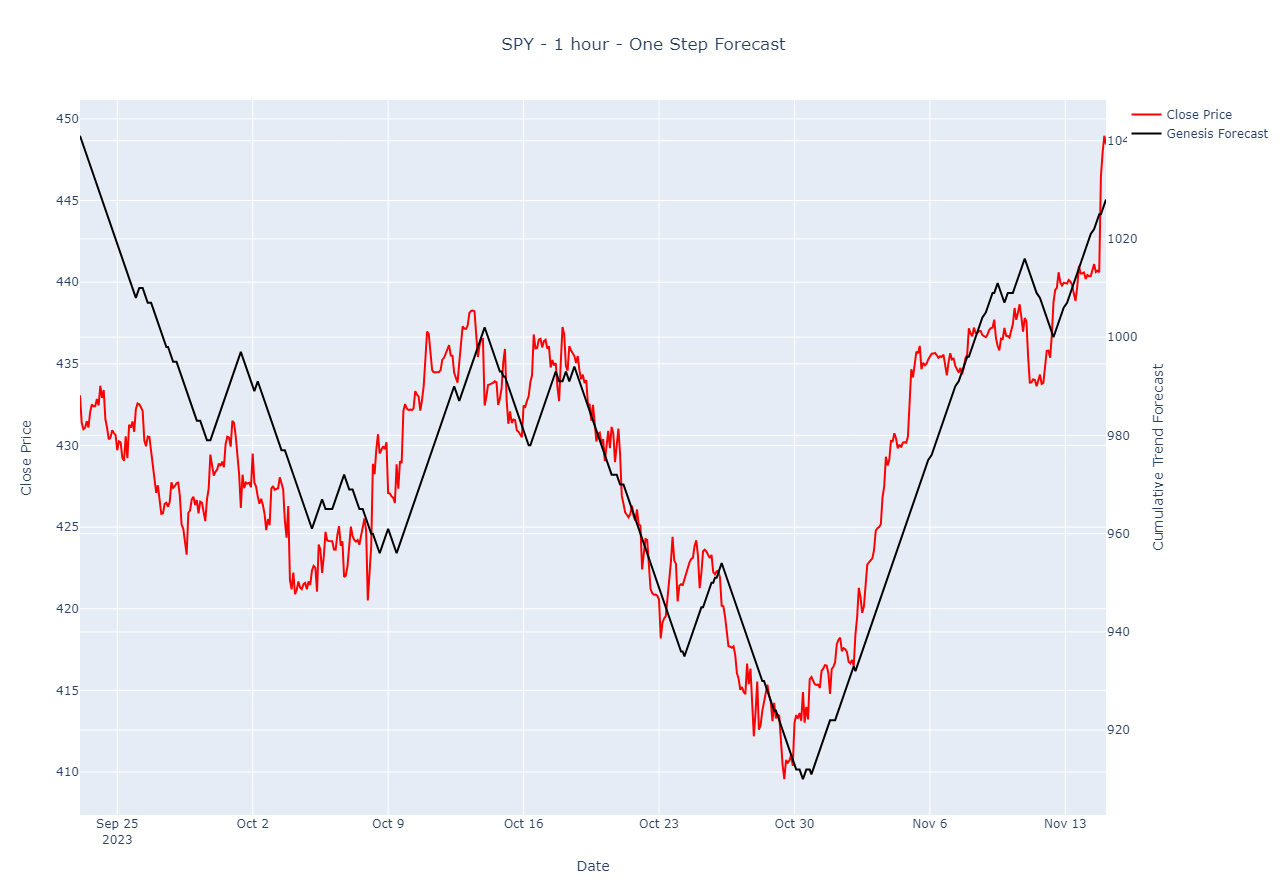 SPY - 1 hour - One Step Forecast
Close Price
Genesis Forecast
450
445
440
435
430
425
420
415
410
Close Price
1020
1000
980
960
940
920
Cumulative Trend Forecast
Sep 25
2023
Oct 2
Oct 9
Oct 16
Oct 23
Oct 30
Nov 6
Nov 13
Date